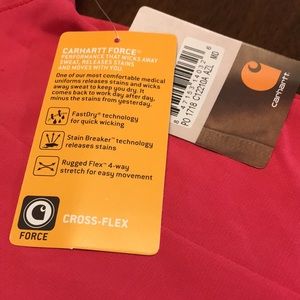 CARHARTT FORCE®
PERFORMANCE THAT WICKS AWAY
SWEAT, RELEASES STAINS
AND MOVES WITH YOU
One of our most comfortable medical
uniforms releases stains and wicks
away sweat to keep you dry. It
comes back to work day after day,
minus the stains from yesterday.
FastDry® technology
for quick wicking
Stain Breaker™ technology
releases stains
Rugged Flex™ 4-way
stretch for easy movement
FORCE
CROSS-FLEX
carhartt
MD